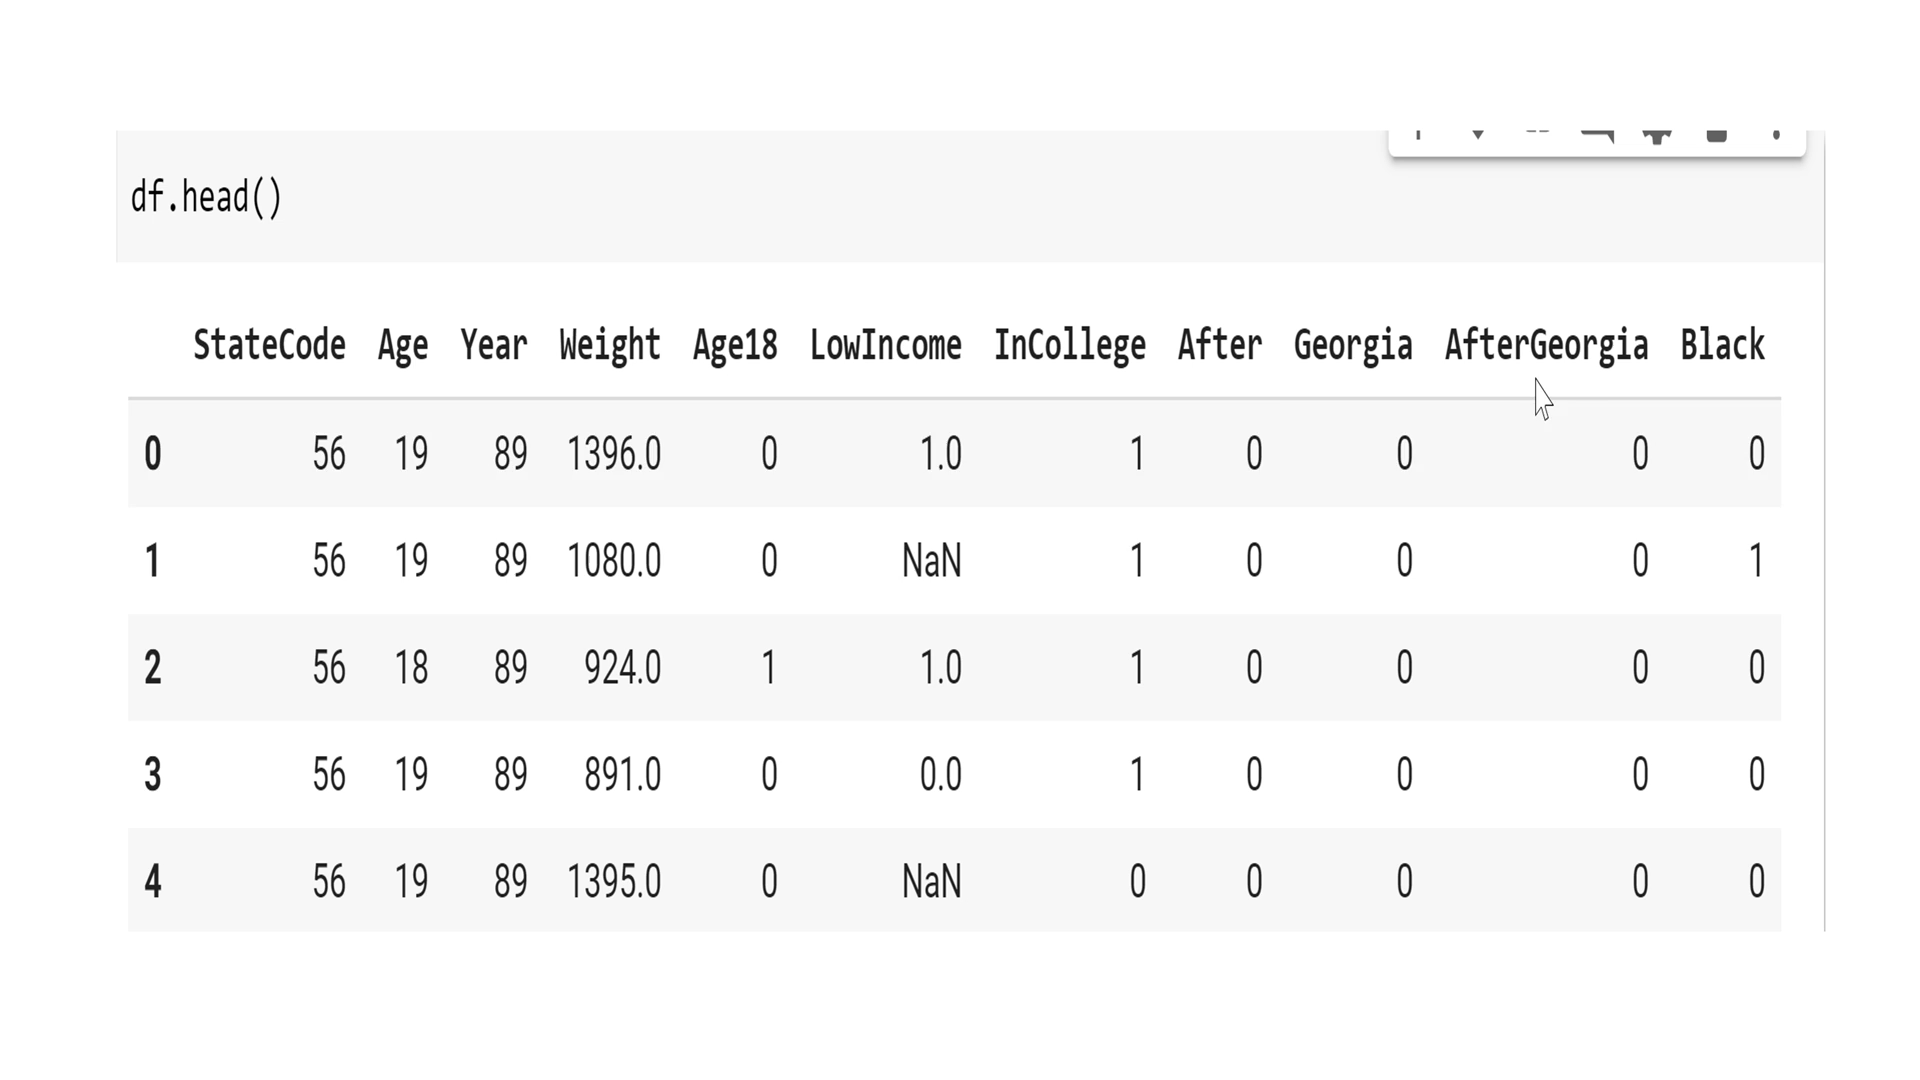 df.head()
StateCode Age Year Weight Age18 LowIncome InCollege After Georgia AfterGeorgia Black
0 56 19 89 1396.0 0 1.0 1 0 0 0 0
1 56 19 89 1080.0 0 NaN 1 0 0 0 1
2 56 18 89 924.0 1 1.0 1 0 0 0 0
3 56 19 89 891.0 0 0.0 1 0 0 0 0
4 56 19 89 1395.0 0 NaN 0 0 0 0 0